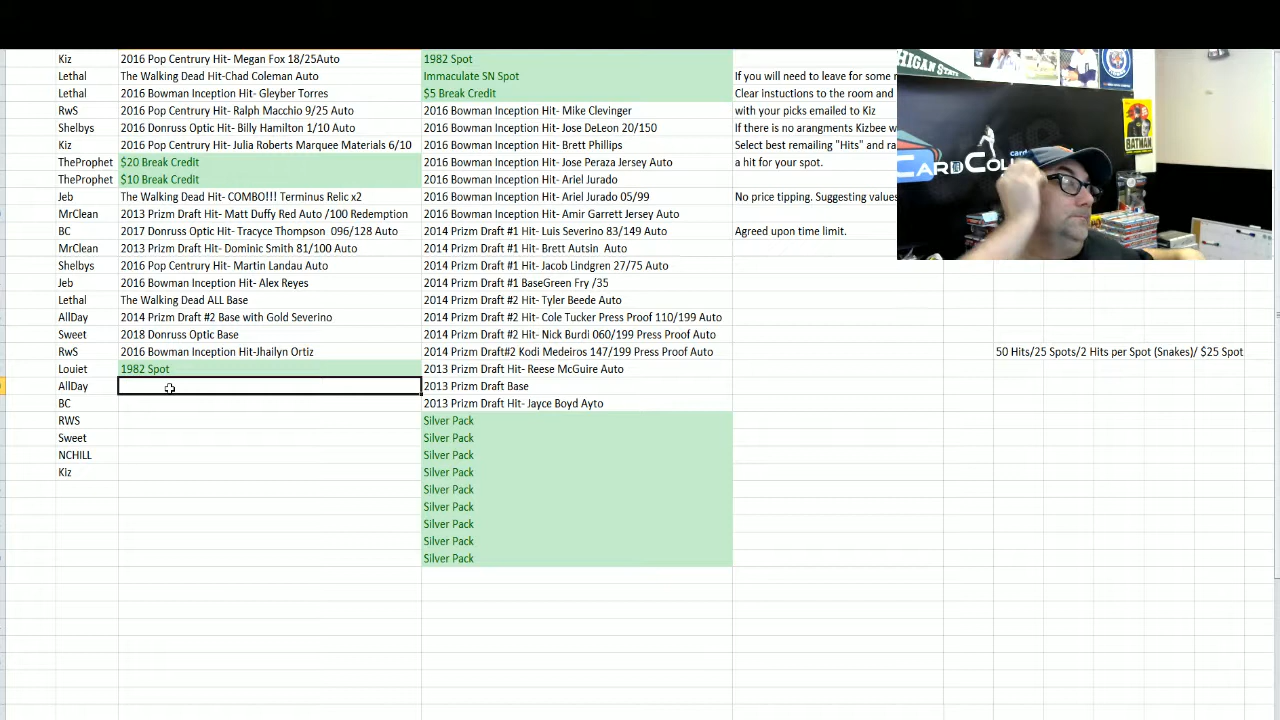 Kiz 2016 Pop Centrury Hit- Megan Fox 18/25Auto 1982 Spot
Lethal The Walking Dead Hit-Chad Coleman Auto Immaculate SN Spot If you will need to leave for some
Lethal 2016 Bowman Inception Hit- Gleyber Torres $5 Break Credit Clear instuctions to the room and
RwS 2016 Pop Centrury Hit- Ralph Macchio 9/25 Auto 2016 Bowman Inception Hit- Mike Clevinger with your picks emailed to Kiz
Shelbys 2016 Donruss Optic Hit- Billy Hamilton 1/10 Auto 2016 Bowman Inception Hit- Jose DeLeon 20/150 If there is no arangments Kizbee w
Kiz 2016 Pop Centrury Hit- Julia Roberts Marquee Materials 6/10 2016 Bowman Inception Hit- Brett Phillips Select best remailing "Hits" and ra
TheProphet $20 Break Credit 2016 Bowman Inception Hit- Jose Peraza Jersey Auto a hit for your spot.
TheProphet $10 Break Credit 2016 Bowman Inception Hit- Ariel Jurado
Jeb The Walking Dead Hit- COMBO!!! Terminus Relic x2 2016 Bowman Inception Hit- Ariel Jurado 05/99 No price tipping. Suggesting values
MrClean 2013 Prizm Draft Hit- Matt Duffy Red Auto /100 Redemption 2016 Bowman Inception Hit- Amir Garrett Jersey Auto
BC 2017 Donruss Optic Hit- Tracyce Thonpson 096/128 Auto 2014 Prizm Draft #1 Hit- Luis Severino 83/149 Auto Agreed upon time limit.
MrClean 2013 Prizm Draft Hit- Dominic Smith 81/100 Auto 2014 Prizm Draft #1 Hit- Brett Autsin Auto
Shelbys 2016 Pop Centrury Hit- Martin Landau Auto 2014 Prizm Draft #1 Hit- Jacob Lindgren 27/75 Auto
Jeb 2016 Bowman Inception Hit- Alex Reyes 2014 Prizm Draft #1 BaseGreen Fry /35
Lethal The Walking Dead ALL Base 2014 Prizm Draft #2 Hit- Tyler Beede Auto
AllDay 2014 Prizm Draft #2 Base with Gold Severino 2014 Prizm Draft #2 Hit- Cole Tucker Press Proof 110/199 Auto
Sweet 2018 Donruss Optic Base 2014 Prizm Draft #2 Hit- Nick Burdi 060/199 Press Proof Auto
RwS 2016 Bowman Inception Hit-Jhailyn Ortiz 2014 Prizm Draft#2 Kodi Medeiros 147/199 Press Proof Auto 50 Hits/25 Spots/2 Hits per Spot (Snakes)/ $25 Spot
Louiet 1982 Spot 2013 Prizm Draft Hit- Reese McGuire Auto
AllDay 2013 Prizm Draft Base
BC 2013 Prizm Draft Hit- Jayce Boyd Ayto
RWS Silver Pack
Sweet Silver Pack
NCHILL Silver Pack
Kiz Silver Pack
Silver Pack
Silver Pack
Silver Pack
Silver Pack
Silver Pack
HIGAN STATE
BATMAN
CARD COL